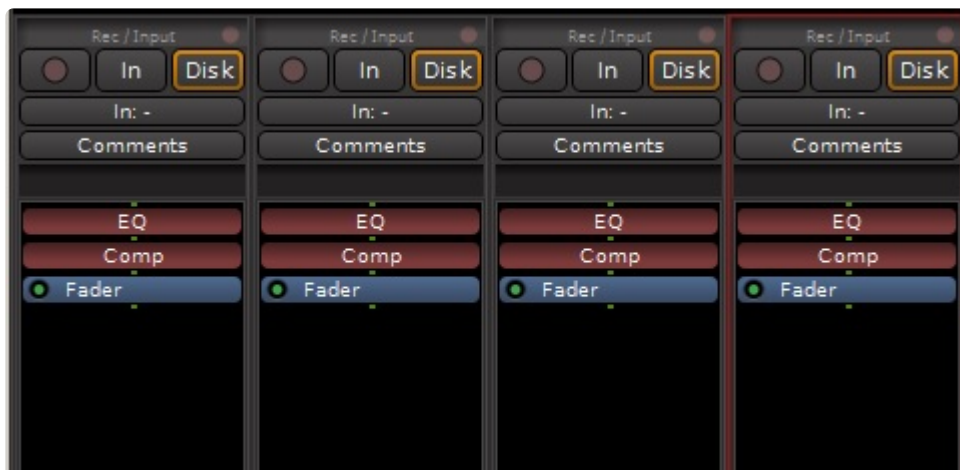 Rec / Input Rec / Input Rec / Input Rec / Input
In Disk In Disk In Disk In Disk
In: - In: - In: - In: -
Comments Comments Comments Comments
EQ EQ EQ EQ
Comp Comp Comp Comp
Fader Fader Fader Fader